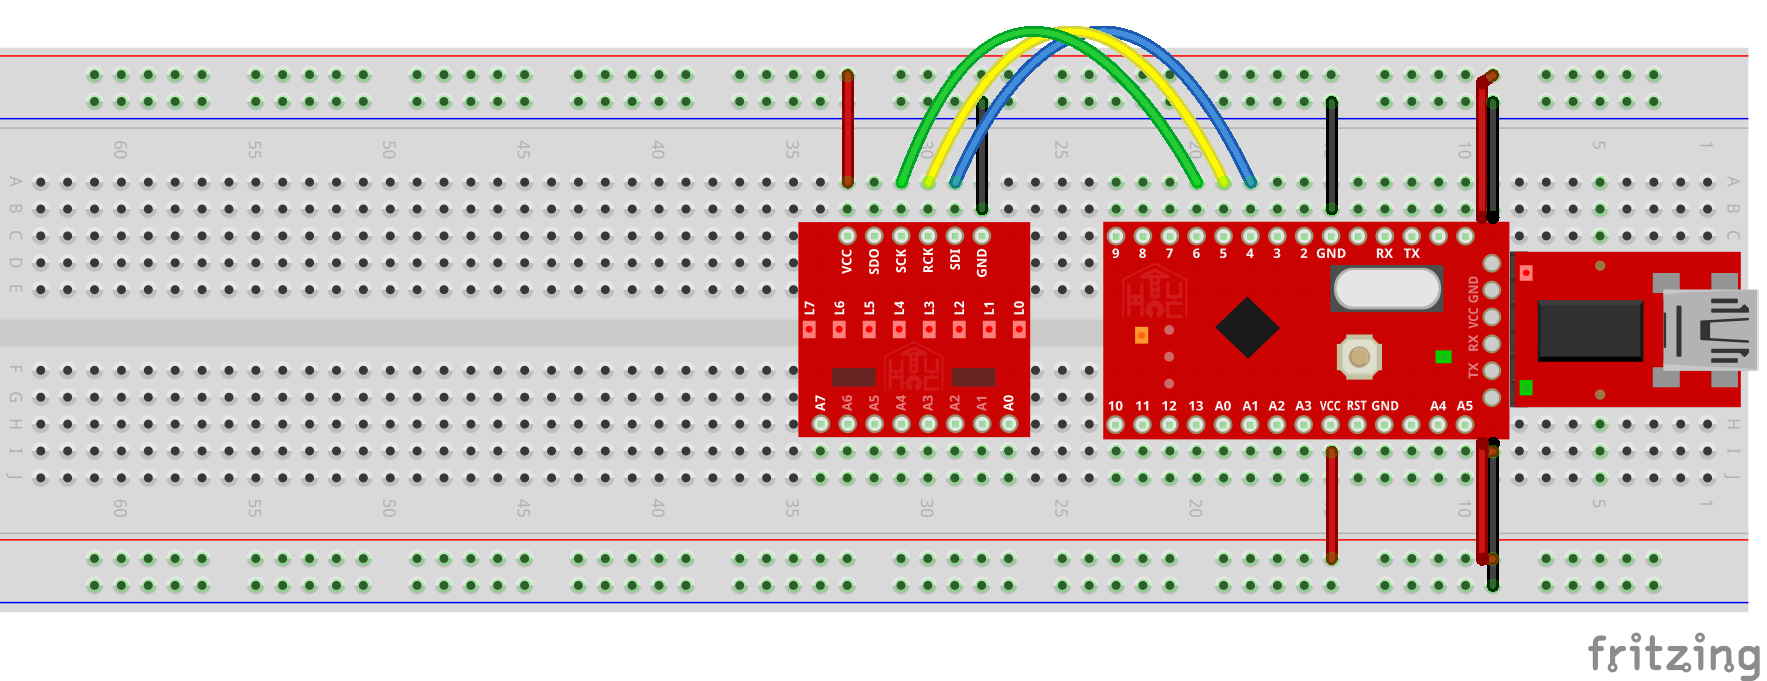 60 55 50 45 40 35 30 25 20 10 5 1
A A
B B
C C
D
E
VCC SDO SCK RCK SDI GND
9 8 7 6 5 4 3 2 GND RX TX
L7 L6 L5 L4 L3 L2 L1 L0
GND
VCC
RX
TX
F
G
H H
I I
J J
A7 A6 A5 A4 A3 A2 A1 A0
10 11 12 13 A0 A1 A2 A3 VCC RST GND A4 A5
60 55 50 45 40 35 30 25 20 10 5 1
fritzing